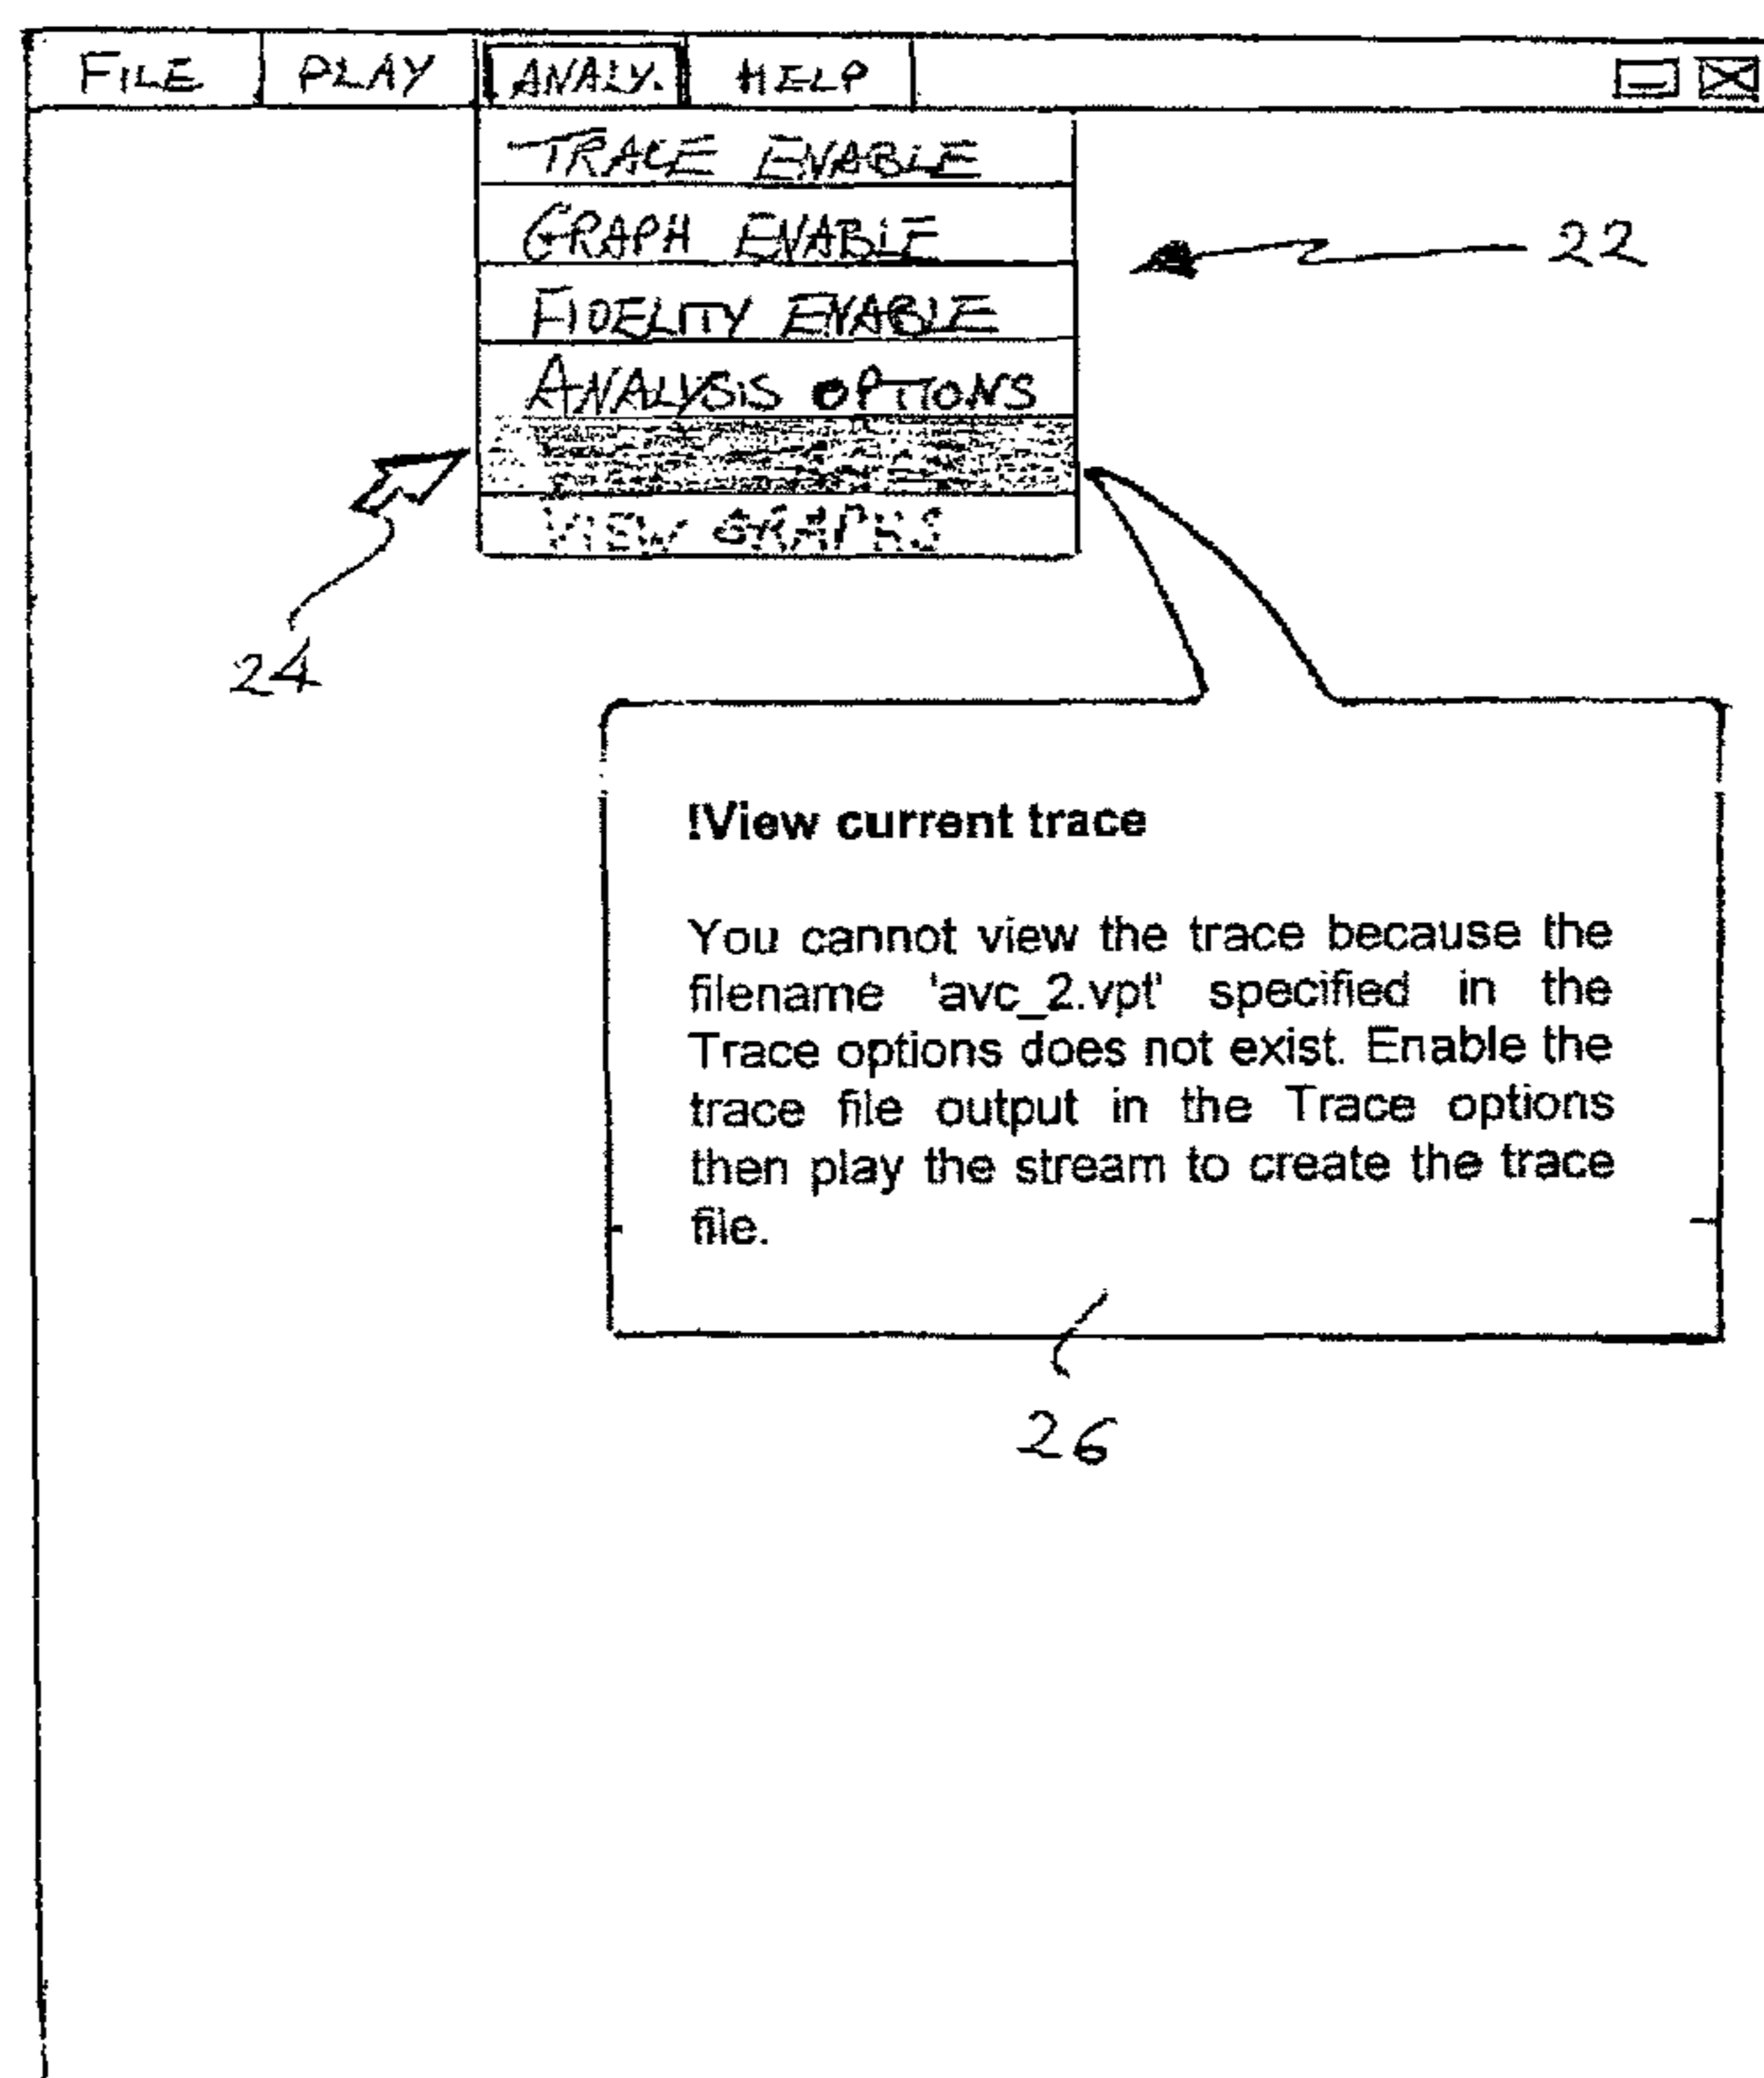 FILE PLAY ANALY. HELP
TRACE ENABLE
GRAPH ENABLE
22
FIDELITY ENABLE
ANALYSIS OPTIONS
VIEW GRAPHS
24
!View current trace
You cannot view the trace because the
filename 'avc_2.vpt' specified in the
Trace options does not exist. Enable the
trace file output in the Trace options
then play the stream to create the trace
file.
26